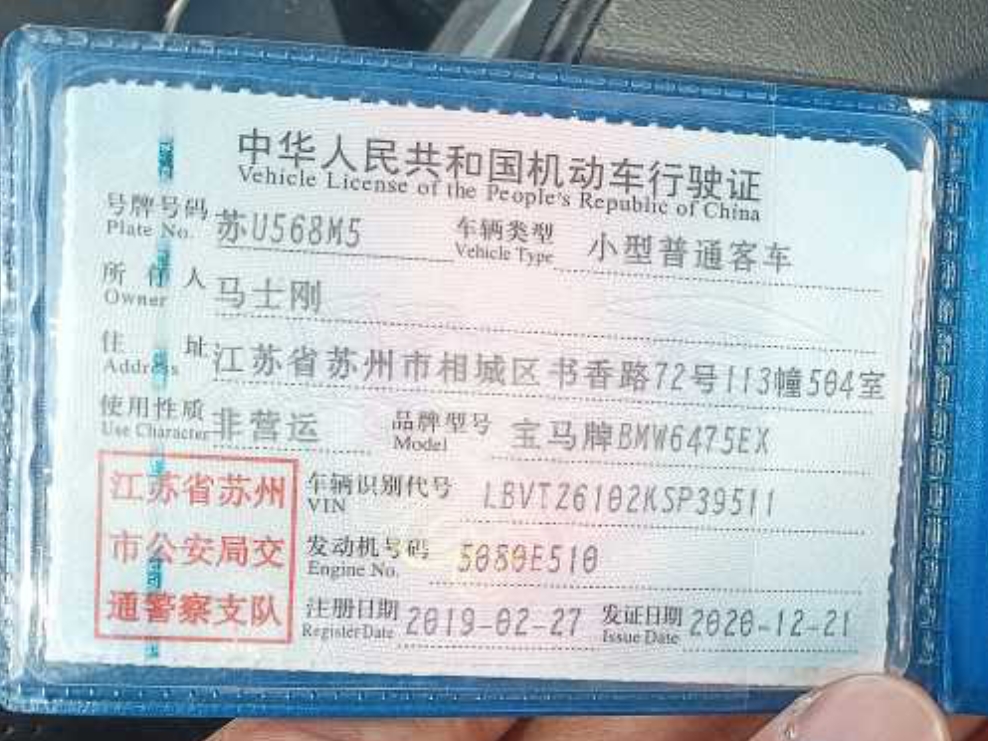 中华人民共和国机动车行驶证
Vehicle License of the People's Republic of China
号牌号码 苏U568M5 车辆类型 小型普通客车
Plate No. Vehicle Type
所有人 马士刚
Owner
住址 江苏省苏州市相城区书香路72号113幢504室
Address
使用性质 非营运 品牌型号 宝马牌BMW6475EX
Use Character Model
江苏省苏州
市公安局交
通警察支队
车辆识别代号 LBVTZ6102KSP39511
VIN
发动机号码 5080E510
Engine No.
注册日期 2019-02-27 发证日期 2020-12-21
Register Date Issue Date